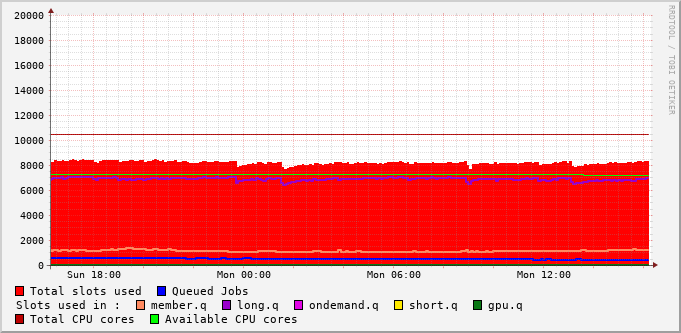 RRDTOOL / TOBI OETIKER
20000
18000
16000
14000
12000
10000
8000
6000
4000
2000
0
Sun 18:00 Mon 00:00 Mon 06:00 Mon 12:00
Total slots used Queued Jobs
Slots used in : member.q long.q ondemand.q short.q gpu.q
Total CPU cores Available CPU cores